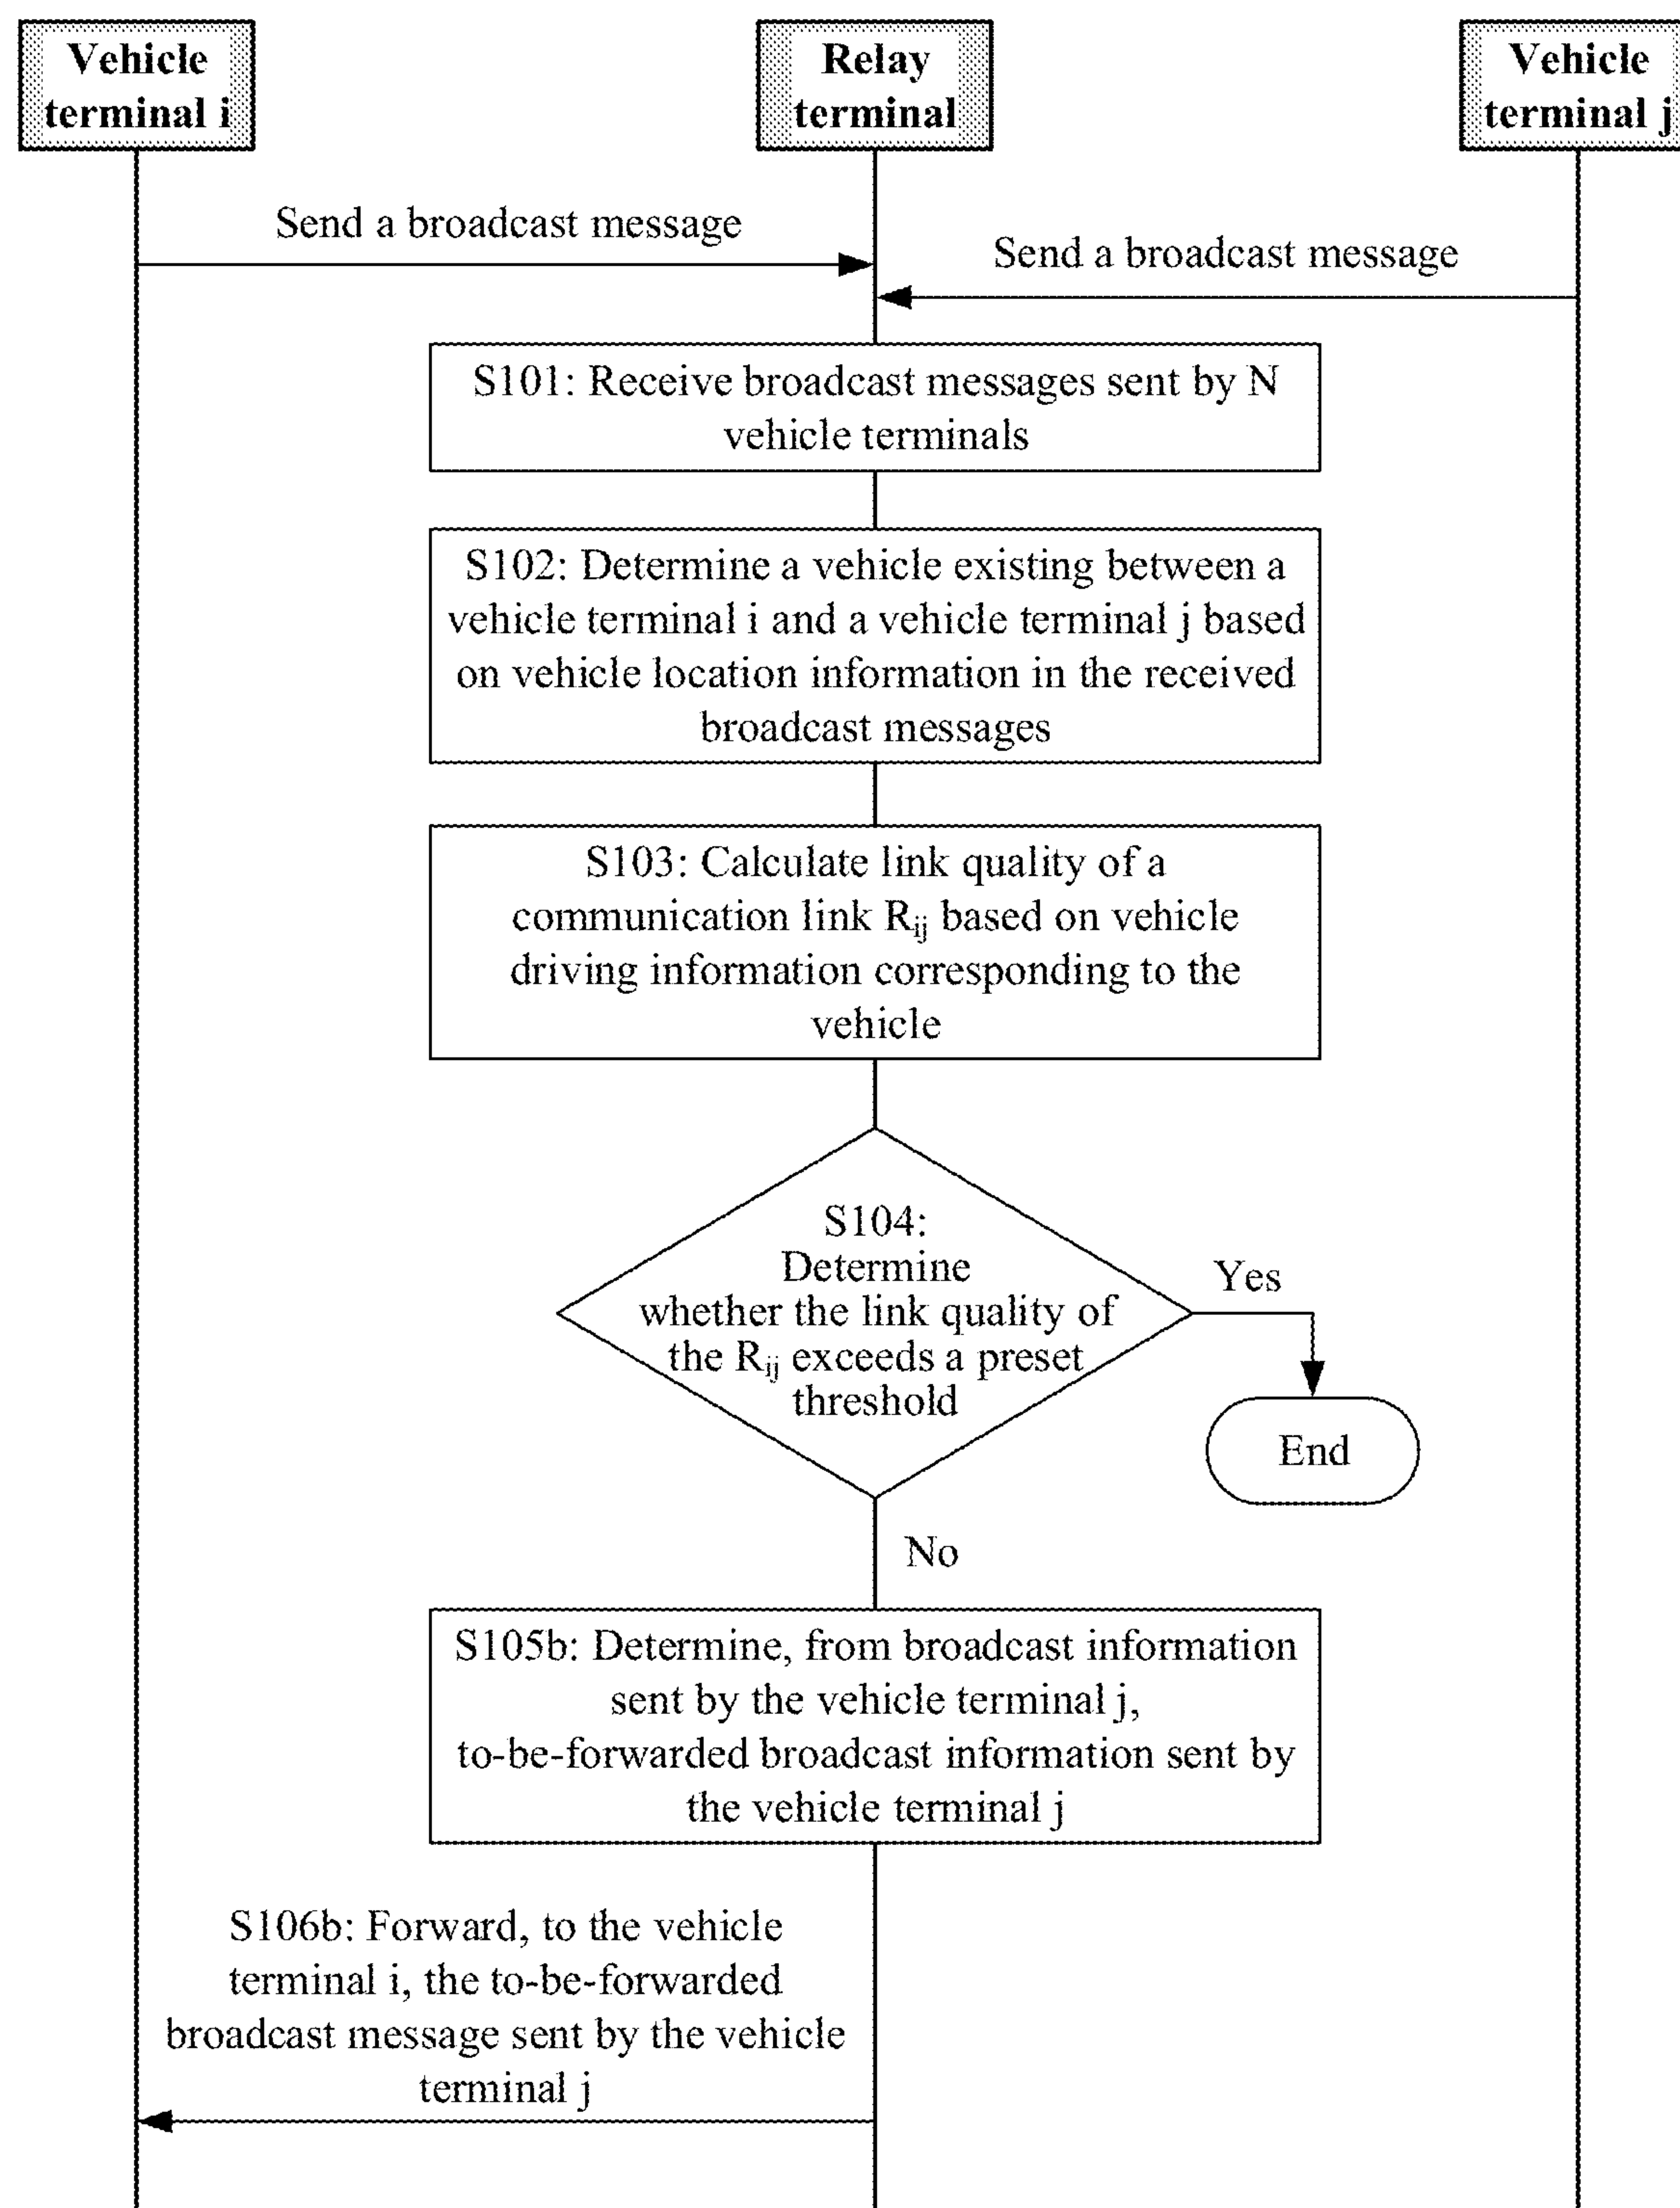 Vehicle
terminal i
Relay
terminal
Vehicle
terminal j
Send a broadcast message
Send a broadcast message
S101: Receive broadcast messages sent by N
vehicle terminals
S102: Determine a vehicle existing between a
vehicle terminal i and a vehicle terminal j based
on vehicle location information in the received
broadcast messages
S103: Calculate link quality of a
communication link Rij based on vehicle
driving information corresponding to the
vehicle
S104:
Determine
whether the link quality of
the Rij exceeds a preset
threshold
Yes
End
No
S105b: Determine, from broadcast information
sent by the vehicle terminal j,
to-be-forwarded broadcast information sent by
the vehicle terminal j
S106b: Forward, to the vehicle
terminal i, the to-be-forwarded
broadcast message sent by the vehicle
terminal j